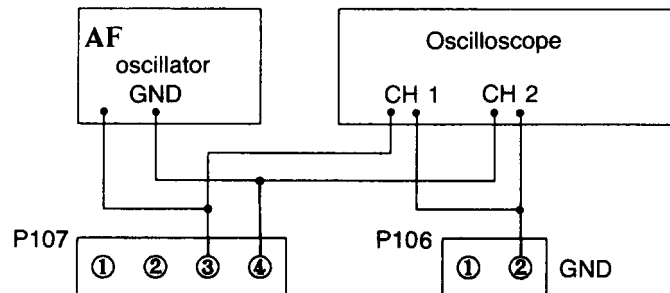 AF
oscillator
GND
Oscilloscope
CH 1 CH 2
P107
① ② ③ ④
P106
① ② GND